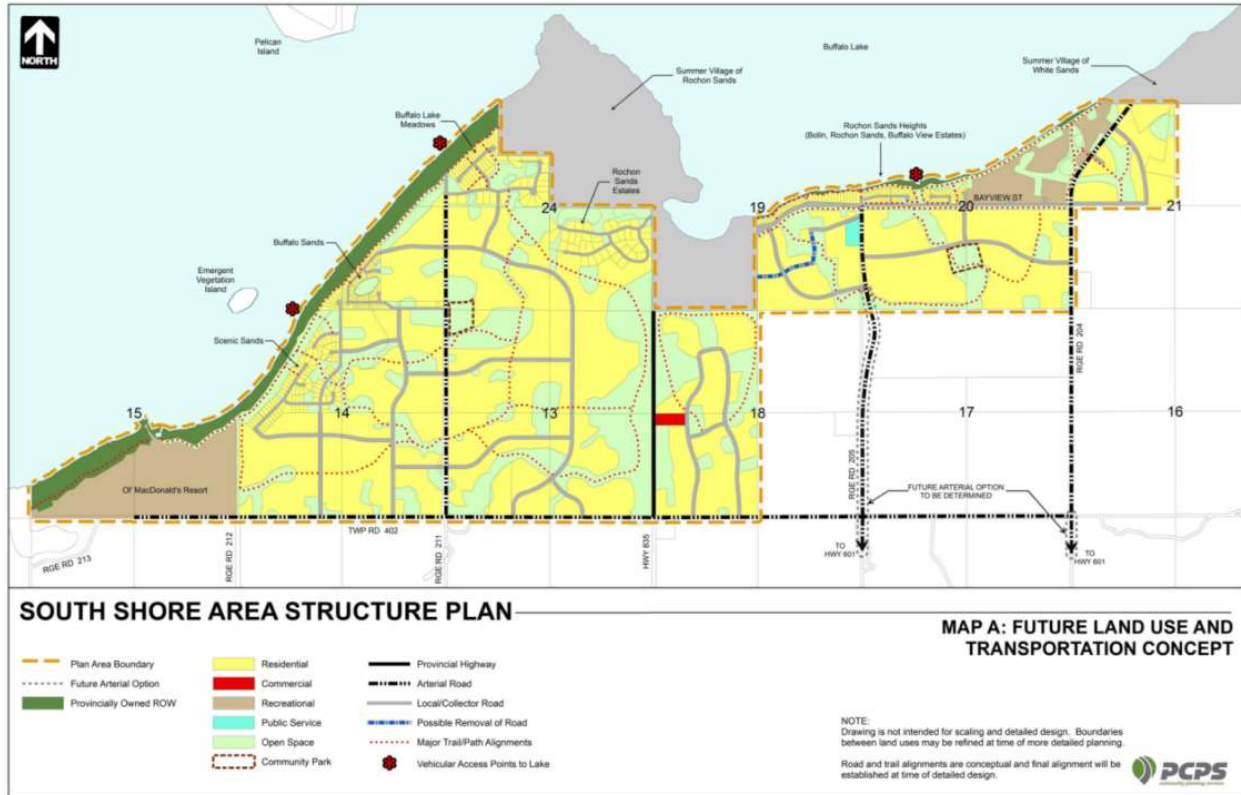 NORTH
Pelican
Island
Buffalo Lake
Summer Village of
Rochon Sands
Summer Village of
White Sands
Buffalo Lake
Meadows
Rochon Sands Heights
(Bolin, Rochon Sands, Buffalo View Estates)
Rochon
Sands
Estates
24
19
20
BAYVIEW ST
21
Buffalo Sands
Emergent
Vegetation
Island
Scenic Sands
RGE RD 204
15
14
13
18
17
16
Ol' MacDonald's Resort
RGE RD 205
FUTURE ARTERIAL OPTION
TO BE DETERMINED
TWP RD 402
RGE RD 213
RGE RD 212
RGE RD 211
HWY 835
TO
HWY 601
TO
HWY 601
SOUTH SHORE AREA STRUCTURE PLAN
MAP A: FUTURE LAND USE AND
TRANSPORTATION CONCEPT
Plan Area Boundary
Future Arterial Option
Provincially Owned ROW
Residential
Commercial
Recreational
Public Service
Open Space
Community Park
Provincial Highway
Arterial Road
Local/Collector Road
Possible Removal of Road
Major Trail/Path Alignments
Vehicular Access Points to Lake
NOTE:
Drawing is not intended for scaling and detailed design. Boundaries
between land uses may be refined at time of more detailed planning.
Road and trail alignments are conceptual and final alignment will be
established at time of detailed design.
PCPS
community planning services